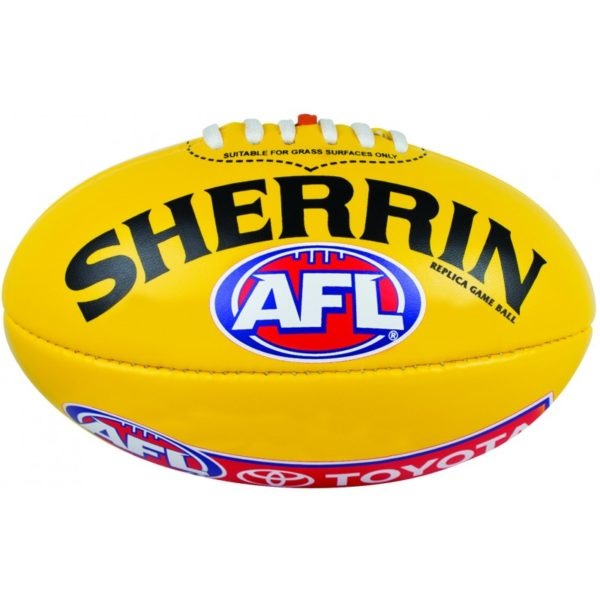 SUITABLE FOR GRASS SURFACES ONLY
SHERRIN
REPLICA GAME BALL
AFL
®
AFL
TOYOTA